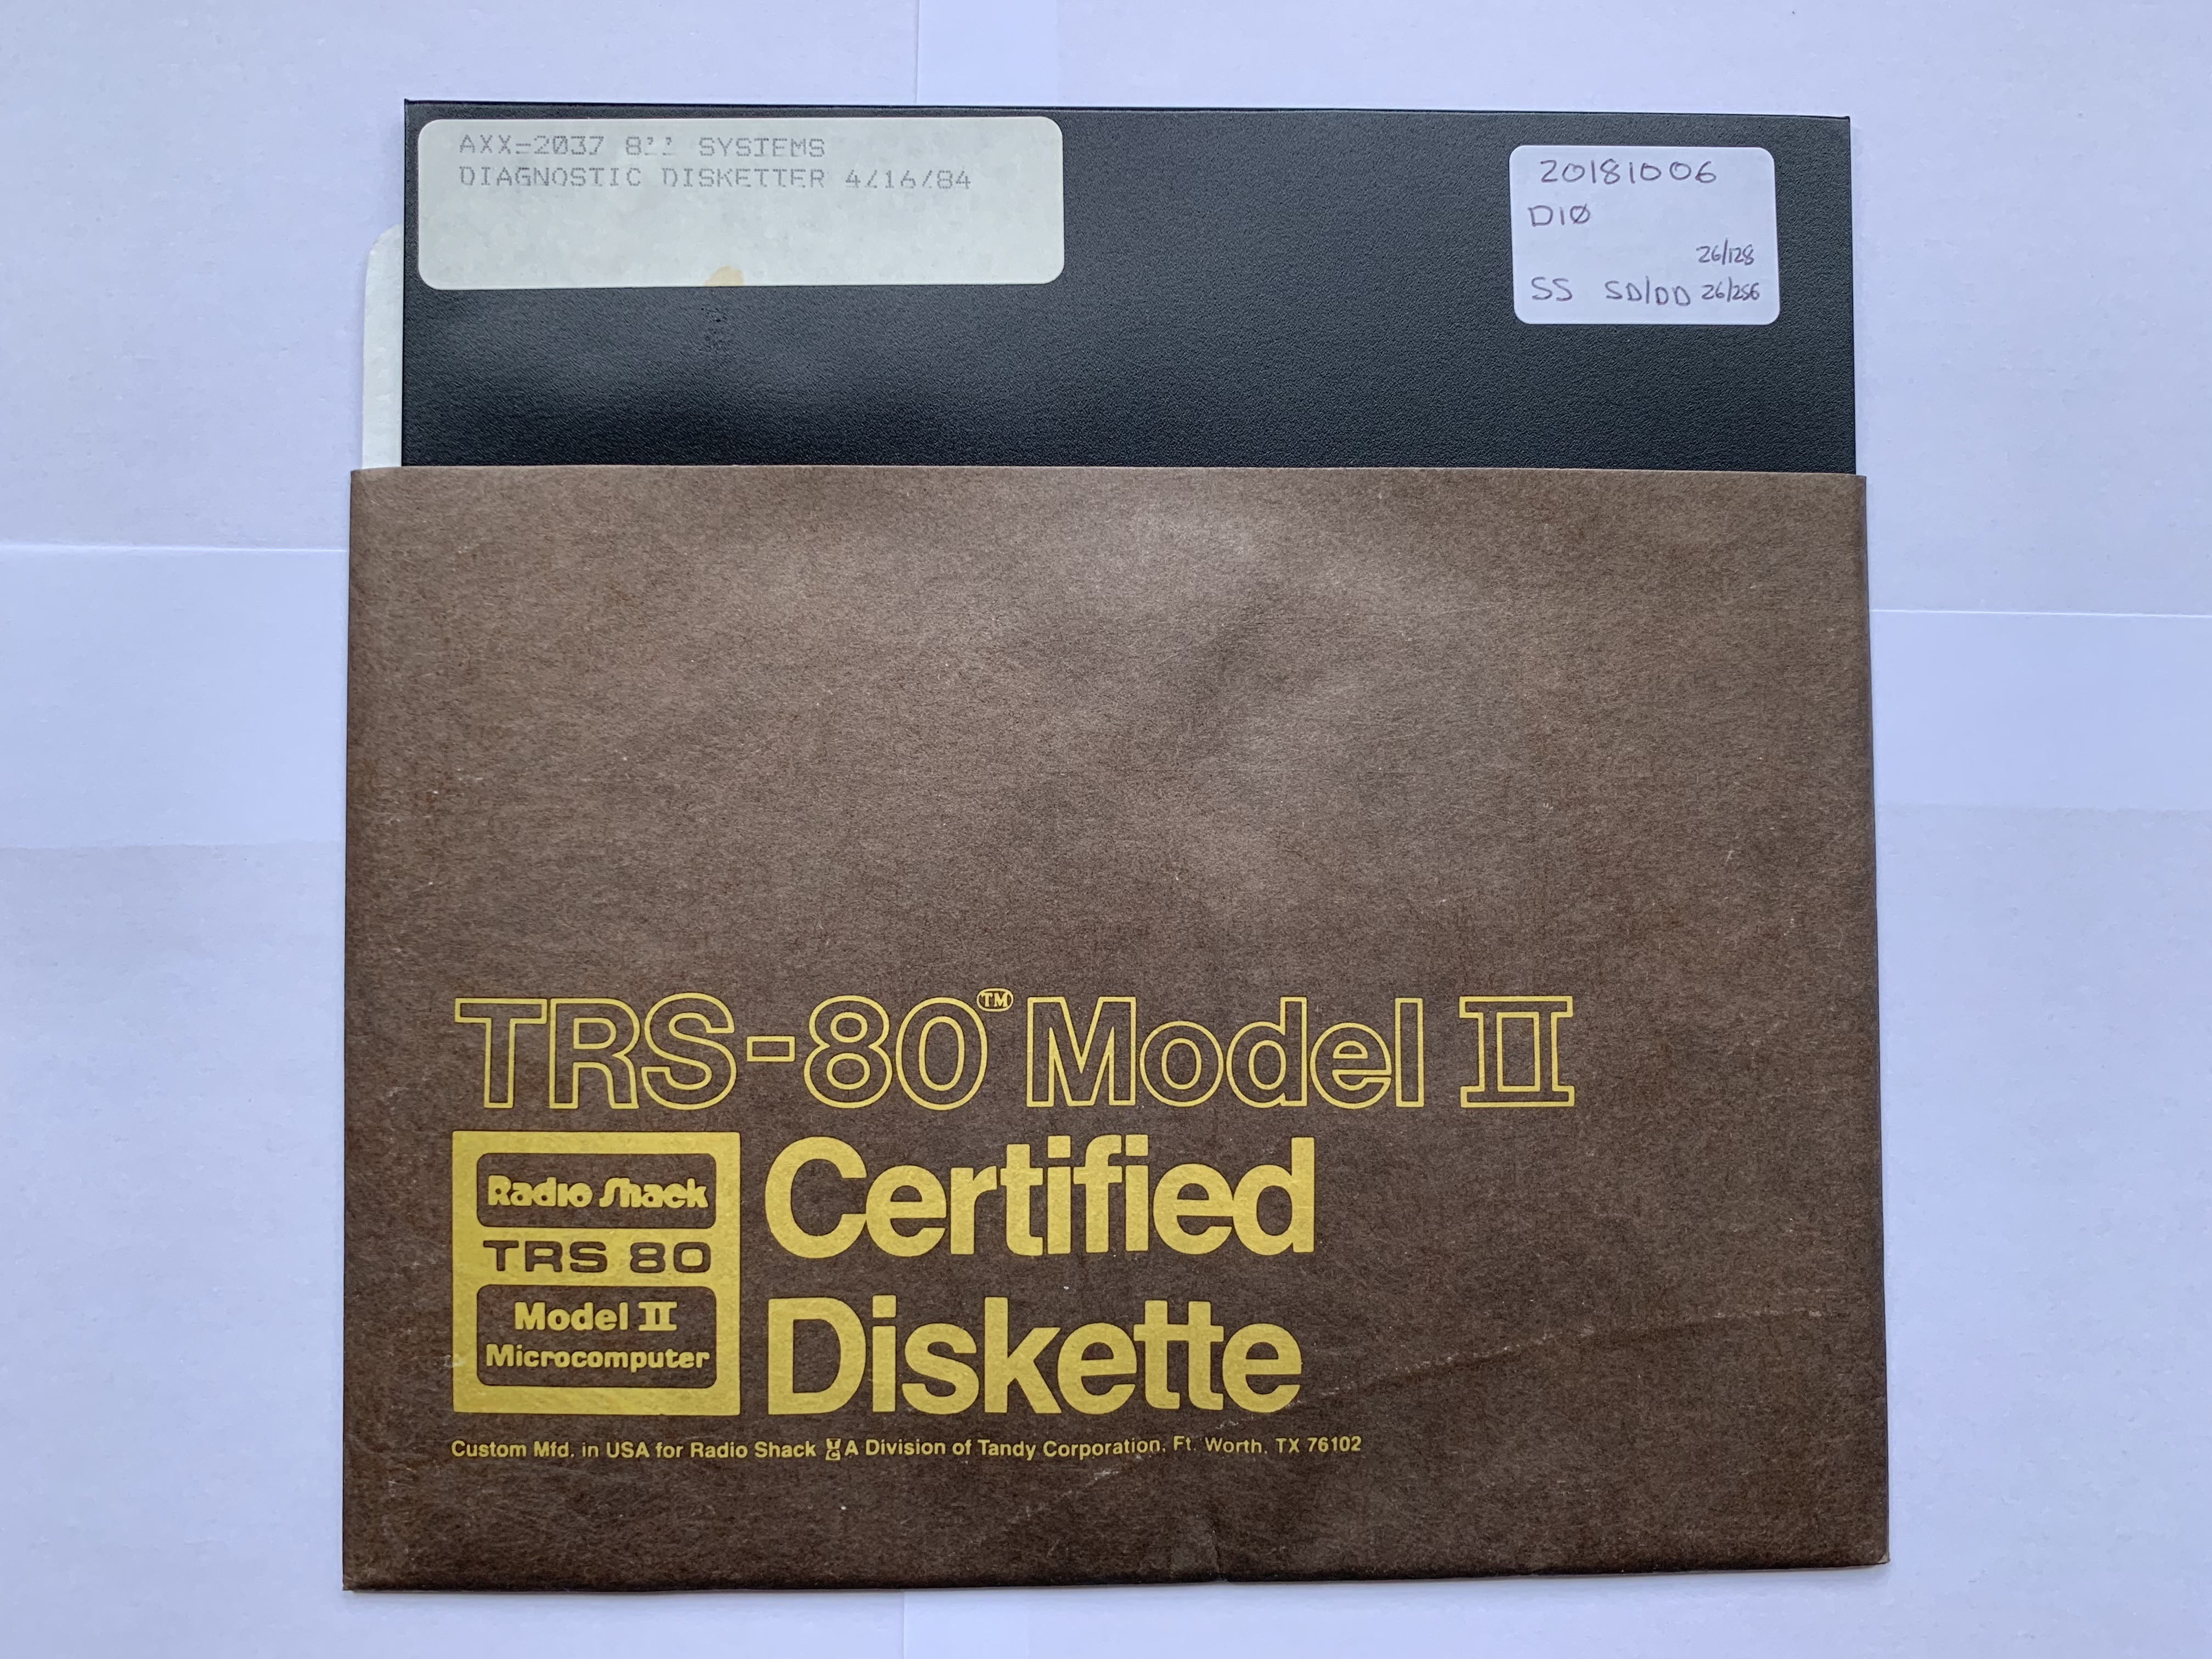 AXX-2037 8'' SYSTEMS
DIAGNOSTIC DISKETTER 4/16/84
20181006
D10
26/128
SS SD/DD 26/256
TRS-80™ Model II
Radio Shack
TRS 80
Model II
Microcomputer
Certified
Diskette
Custom Mfd. in USA for Radio Shack TC A Division of Tandy Corporation, Ft. Worth, TX 76102